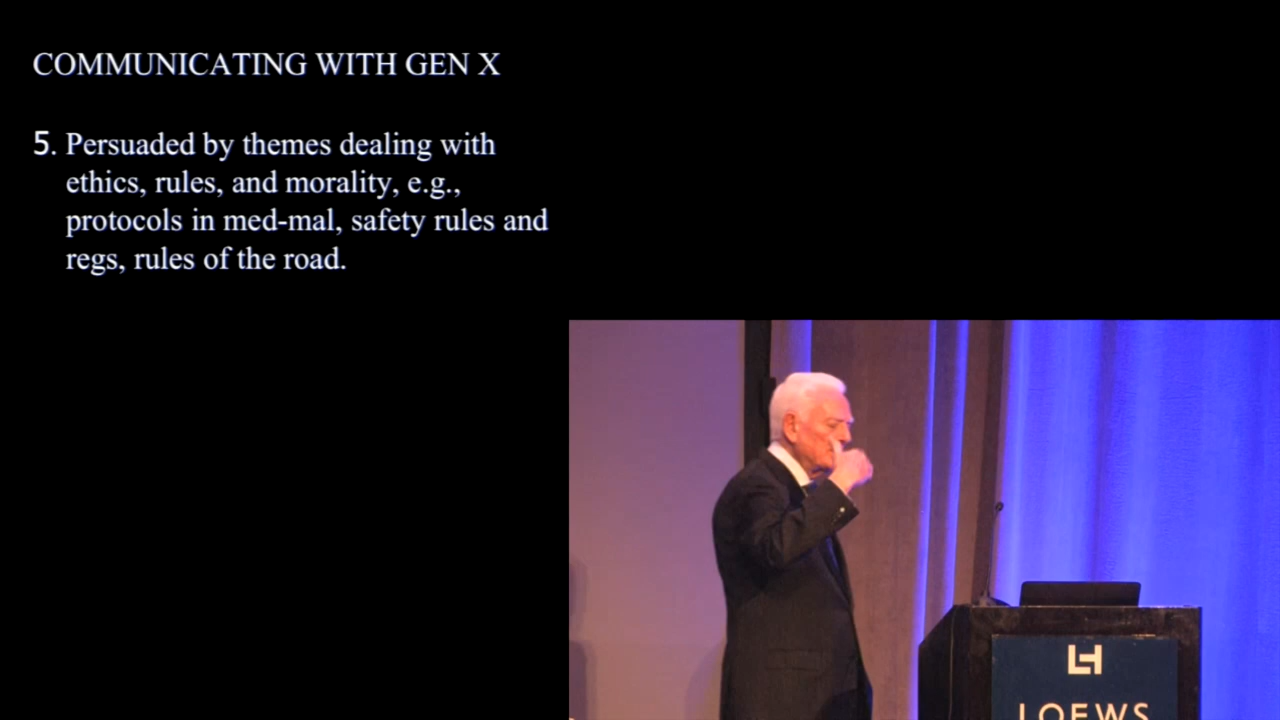 COMMUNICATING WITH GEN X
5. Persuaded by themes dealing with
ethics, rules, and morality, e.g.,
protocols in med-mal, safety rules and
regs, rules of the road.
LOEWS